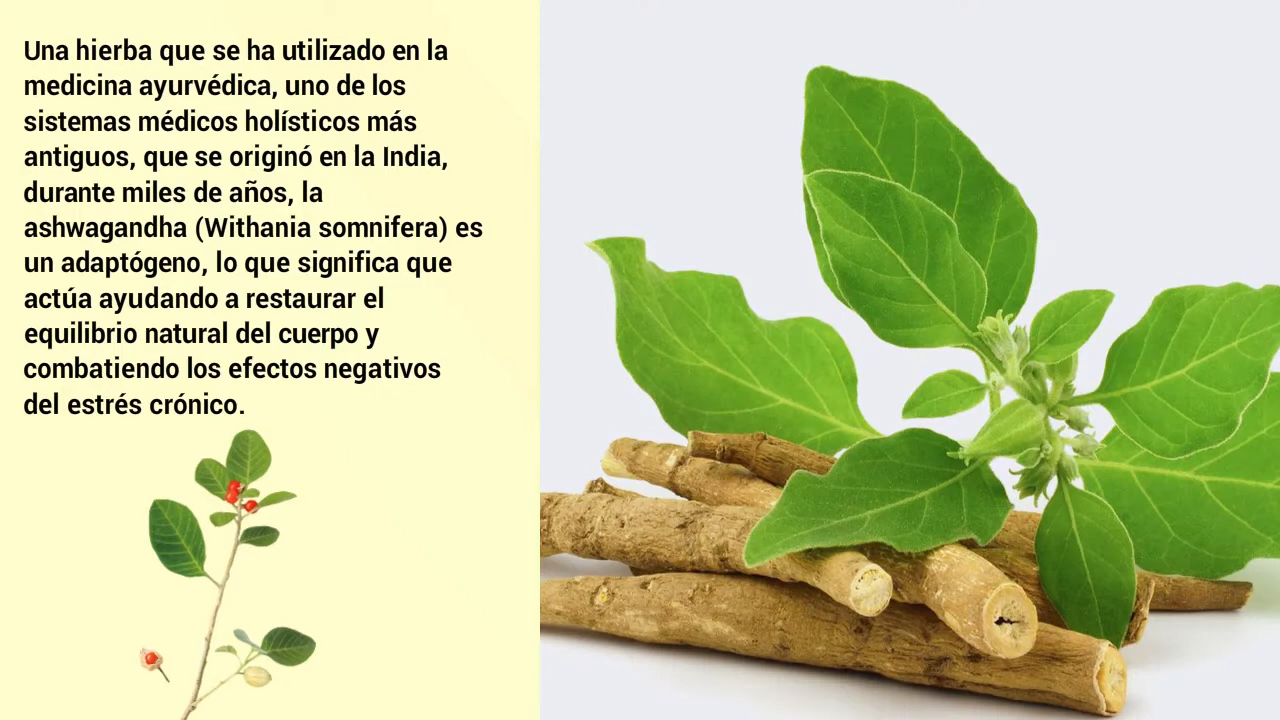 Una hierba que se ha utilizado en la
medicina ayurvédica, uno de los
sistemas médicos holísticos más
antiguos, que se originó en la India,
durante miles de años, la
ashwagandha (Withania somnifera) es
un adaptógeno, lo que significa que
actúa ayudando a restaurar el
equilibrio natural del cuerpo y
combatiendo los efectos negativos
del estrés crónico.